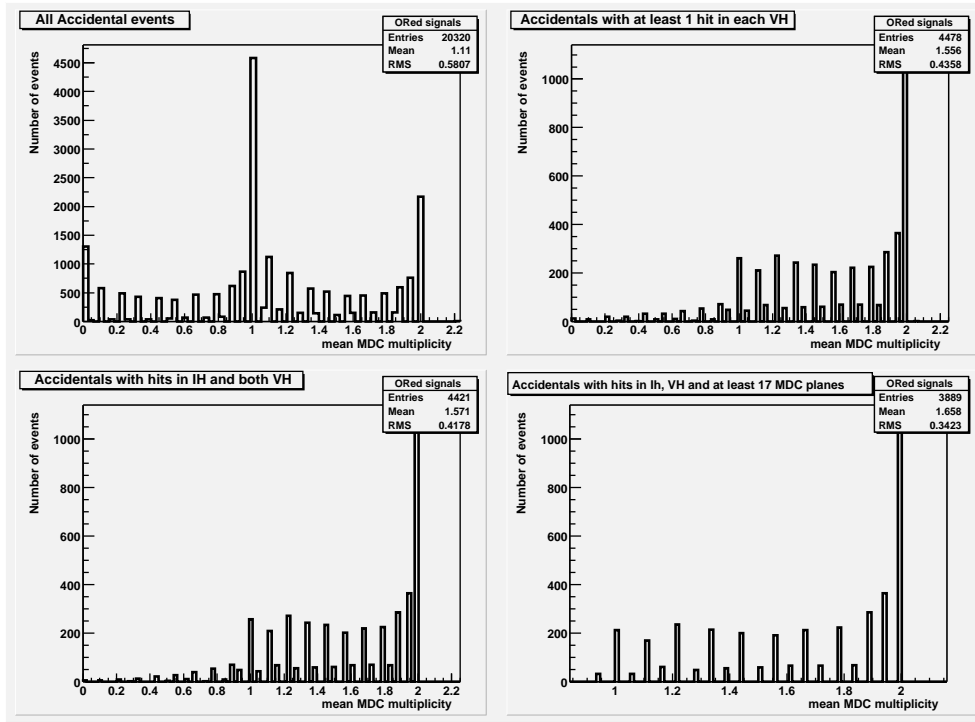 All Accidental events
ORed signals
Entries 20320
Mean 1.11
RMS 0.5807
Number of events
4500
4000
3500
3000
2500
2000
1500
1000
500
0
0 0.2 0.4 0.6 0.8 1 1.2 1.4 1.6 1.8 2 2.2
mean MDC multiplicity
Accidentals with at least 1 hit in each VH
ORed signals
Entries 4478
Mean 1.556
RMS 0.4358
Number of events
1000
800
600
400
200
0
0 0.2 0.4 0.6 0.8 1 1.2 1.4 1.6 1.8 2 2.2
mean MDC multiplicity
Accidentals with hits in IH and both VH
ORed signals
Entries 4421
Mean 1.571
RMS 0.4178
Number of events
1000
800
600
400
200
0
0 0.2 0.4 0.6 0.8 1 1.2 1.4 1.6 1.8 2 2.2
mean MDC multiplicity
Accidentals with hits in Ih, VH and at least 17 MDC planes
ORed signals
Entries 3889
Mean 1.658
RMS 0.3423
Number of events
1000
800
600
400
200
0
1 1.2 1.4 1.6 1.8 2
mean MDC multiplicity